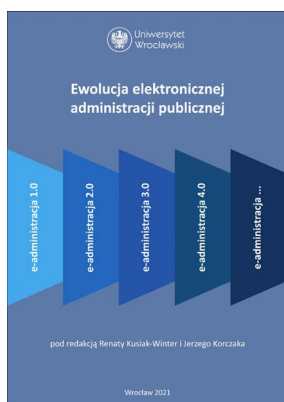 Uniwersytet
Wrocławski
Ewolucja elektronicznej
administracji publicznej
e-administracja 1.0
e-administracja 2.0
e-administracja 3.0
e-administracja 4.0
e-administracja ...
pod redakcją Renaty Kusiak-Winter i Jerzego Korczaka
Wrocław 2021